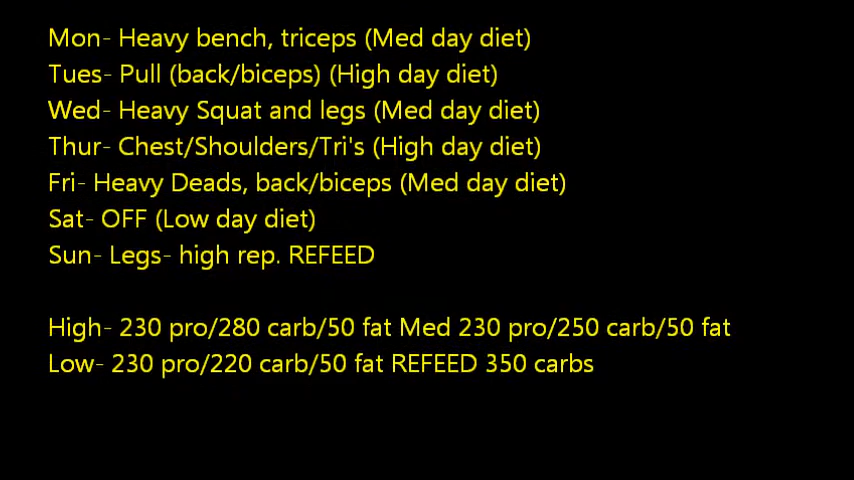 Mon- Heavy bench, triceps (Med day diet)
Tues- Pull (back/biceps) (High day diet)
Wed- Heavy Squat and legs (Med day diet)
Thur- Chest/Shoulders/Tri's (High day diet)
Fri- Heavy Deads, back/biceps (Med day diet)
Sat- OFF (Low day diet)
Sun- Legs- high rep. REFEED
High- 230 pro/280 carb/50 fat Med 230 pro/250 carb/50 fat
Low- 230 pro/220 carb/50 fat REFEED 350 carbs